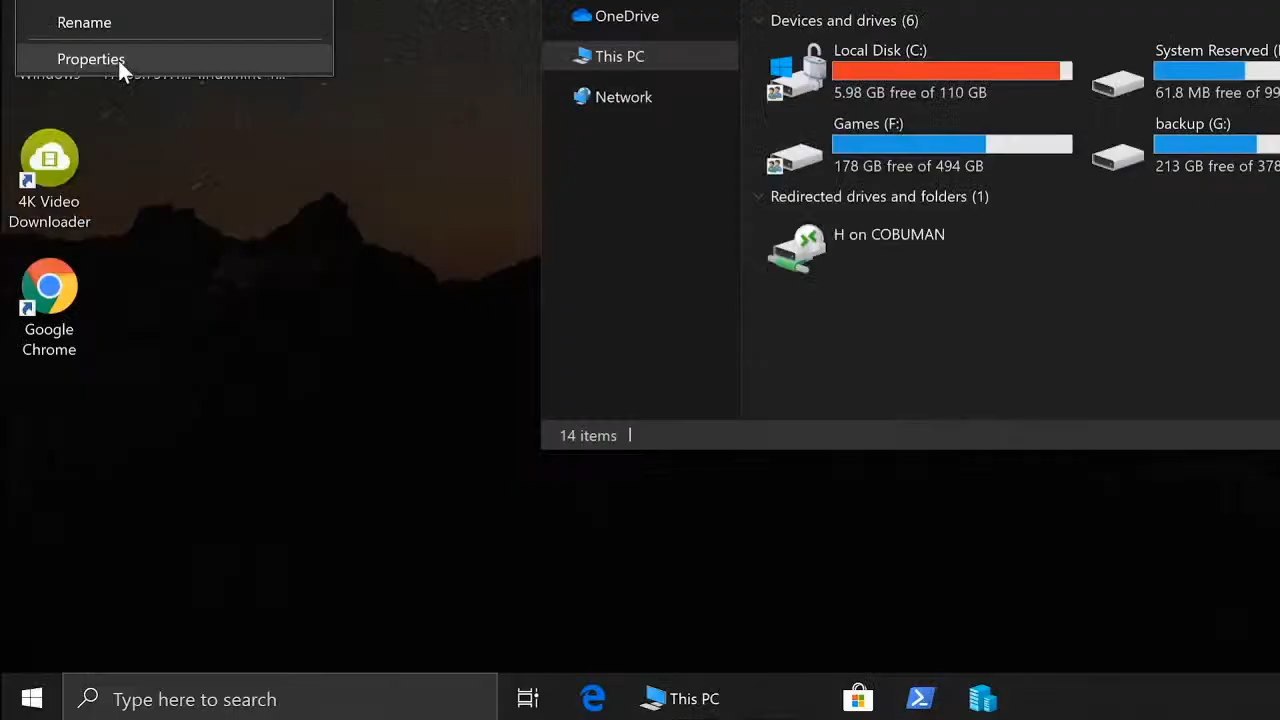 Rename
Properties
4K Video
Downloader
Google
Chrome
OneDrive
This PC
Network
Devices and drives (6)
Local Disk (C:)
5.98 GB free of 110 GB
System Reserved
61.8 MB free of 99
Games (F:)
178 GB free of 494 GB
backup (G:)
213 GB free of 378
Redirected drives and folders (1)
H on COBUMAN
14 items
Type here to search
This PC